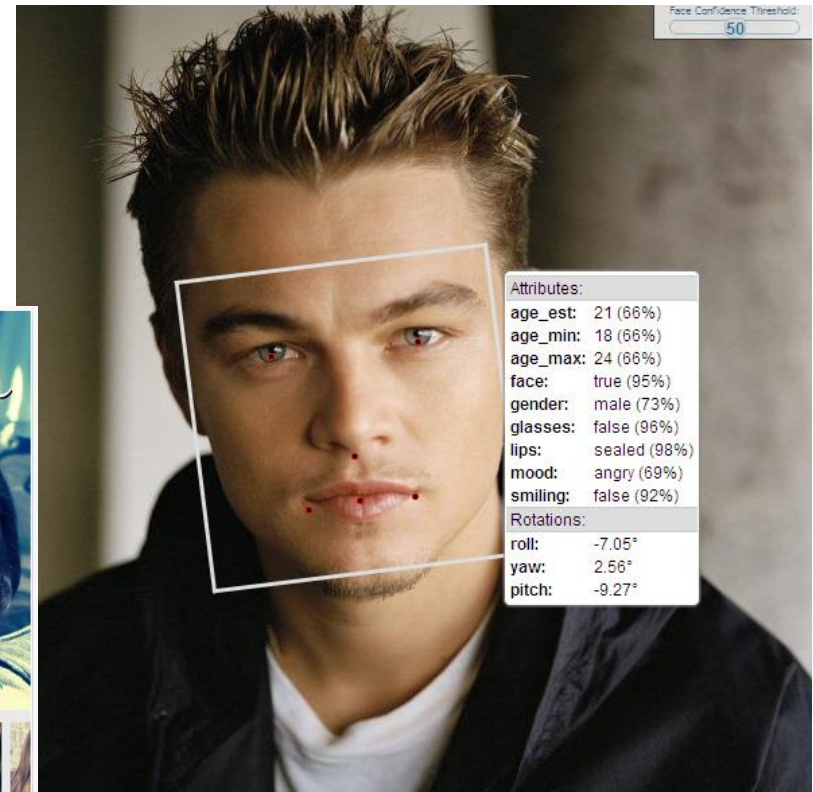 Face Confidence Threshold:
50
Attributes:
age_est: 21 (66%)
age_min: 18 (66%)
age_max: 24 (66%)
face: true (95%)
gender: male (73%)
glasses: false (96%)
lips: sealed (98%)
mood: angry (69%)
smiling: false (92%)
Rotations:
roll: -7.05°
yaw: 2.56°
pitch: -9.27°